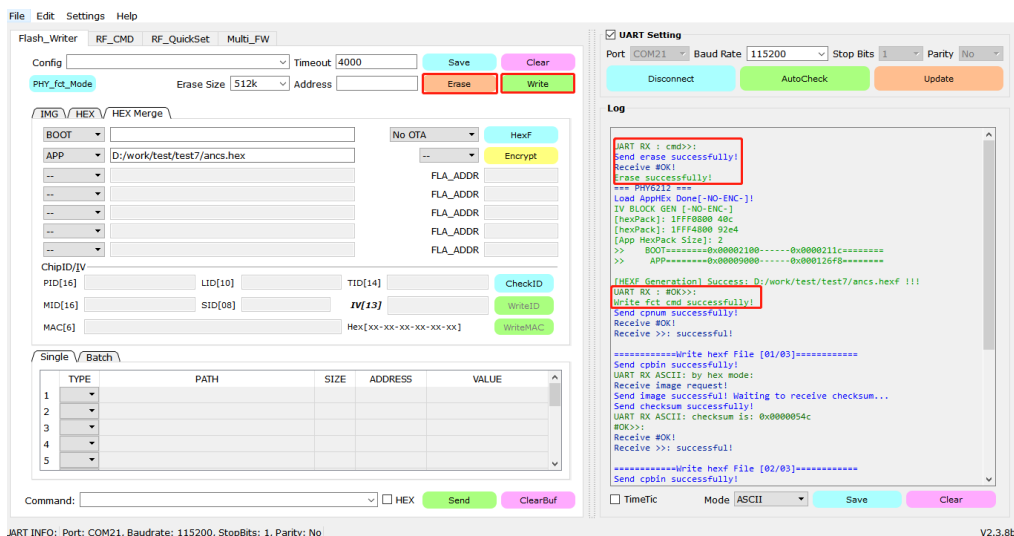 File Edit Settings Help
Flash_Writer RF_CMD RF_QuickSet Multi_FW
Config Timeout 4000 Save Clear
PHY_fct_Mode Erase Size 512k Address Erase Write
IMG HEX HEX Merge
BOOT No OTA HexF
APP D:/work/test/test7/ancs.hex -- Encrypt
-- FLA_ADDR
-- FLA_ADDR
-- FLA_ADDR
-- FLA_ADDR
-- FLA_ADDR
ChipID/IV
PID[16] LID[10] TID[14] CheckID
MID[16] SID[08] IV[13] WriteID
MAC[6] Hex[xx-xx-xx-xx-xx-xx] WriteMAC
Single Batch
TYPE PATH SIZE ADDRESS VALUE
1
2
3
4
5
Command: HEX Send ClearBuf
UART Setting
Port COM21 Baud Rate 115200 Stop Bits 1 Parity No
Disconnect AutoCheck Update
Log
UART RX : cmd>>:
Send erase successfully!
Receive #OK!
Erase successfully!
=== PHY6212 ===
Load AppHEx Done[-NO-ENC-]!
IV BLOCK GEN [-NO-ENC-]
[hexPack]: 1FFF0800 40c
[hexPack]: 1FFF4800 92e4
[App HexPack Size]: 2
>> BOOT========0x00002100------0x0000211c========
>> APP========0x00009000------0x000126f8========
[HEXF Generation] Success: D:/work/test/test7/ancs.hexf !!!
UART RX : #OK>>:
Write fct cmd successfully!
Send cpnum successfully!
Receive #OK!
Receive >>: successful!
============Write hexf File [01/03]============
Send cpbin successfully!
UART RX ASCII: by hex mode:
Receive image request!
Send image successful! Waiting to receive checksum...
Send checksum successfully!
UART RX ASCII: checksum is: 0x0000054c
#OK>>:
Receive #OK!
Receive >>: successful!
============Write hexf File [02/03]============
Send cpbin successfully!
TimeTic Mode ASCII Save Clear
UART INFO: Port: COM21, Baudrate: 115200, StopBits: 1, Parity: No V2.3.8b